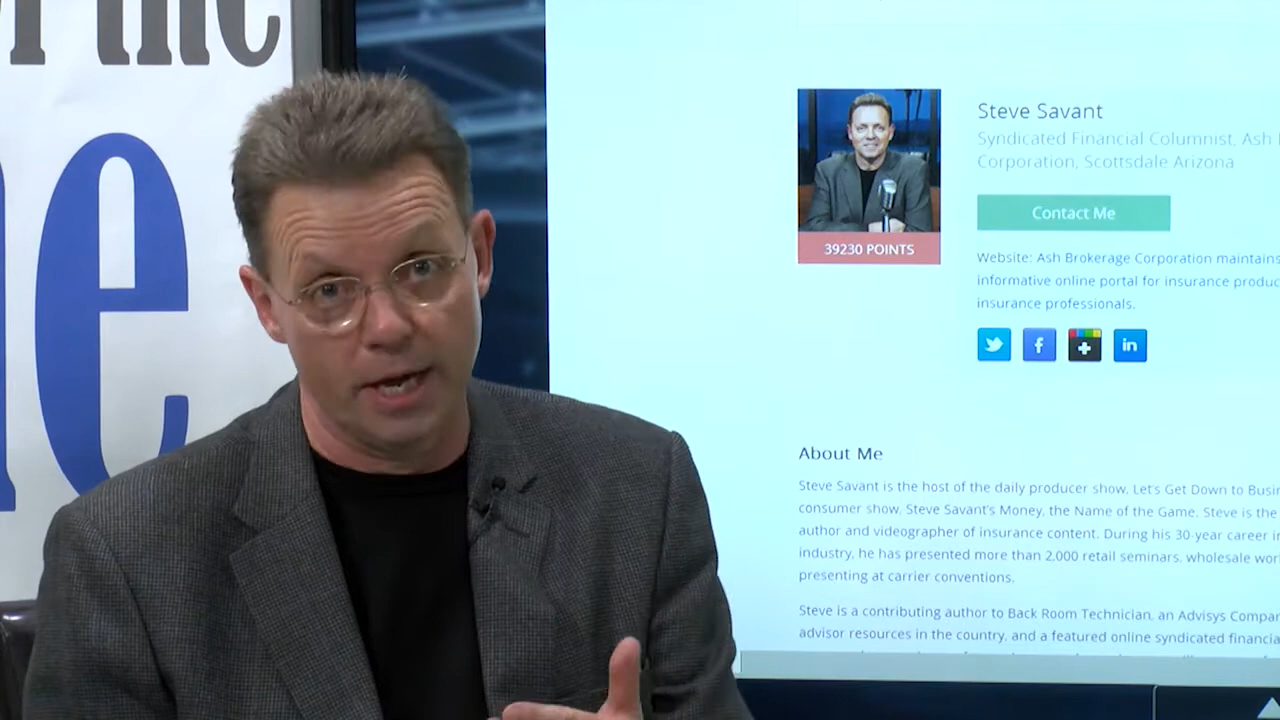 of the
e
Steve Savant
Syndicated Financial Columnist, Ash
Corporation, Scottsdale Arizona
Contact Me
39230 POINTS
Website: Ash Brokerage Corporation maintains
informative online portal for insurance
insurance professionals.
f
+
in
About Me
Steve Savant is the host of the daily producer show, Let's Get Down to
consumer show, Steve Savant's Money, the Name of the Game. Steve is the
author and videographer of insurance content. During his 30-year career
industry, he has presented more than 2,000 retail seminars, wholesale
presenting at carrier conventions.
Steve is a contributing author to Back Room Technician, an Advisys
advisor resources in the country, and a featured online syndicated